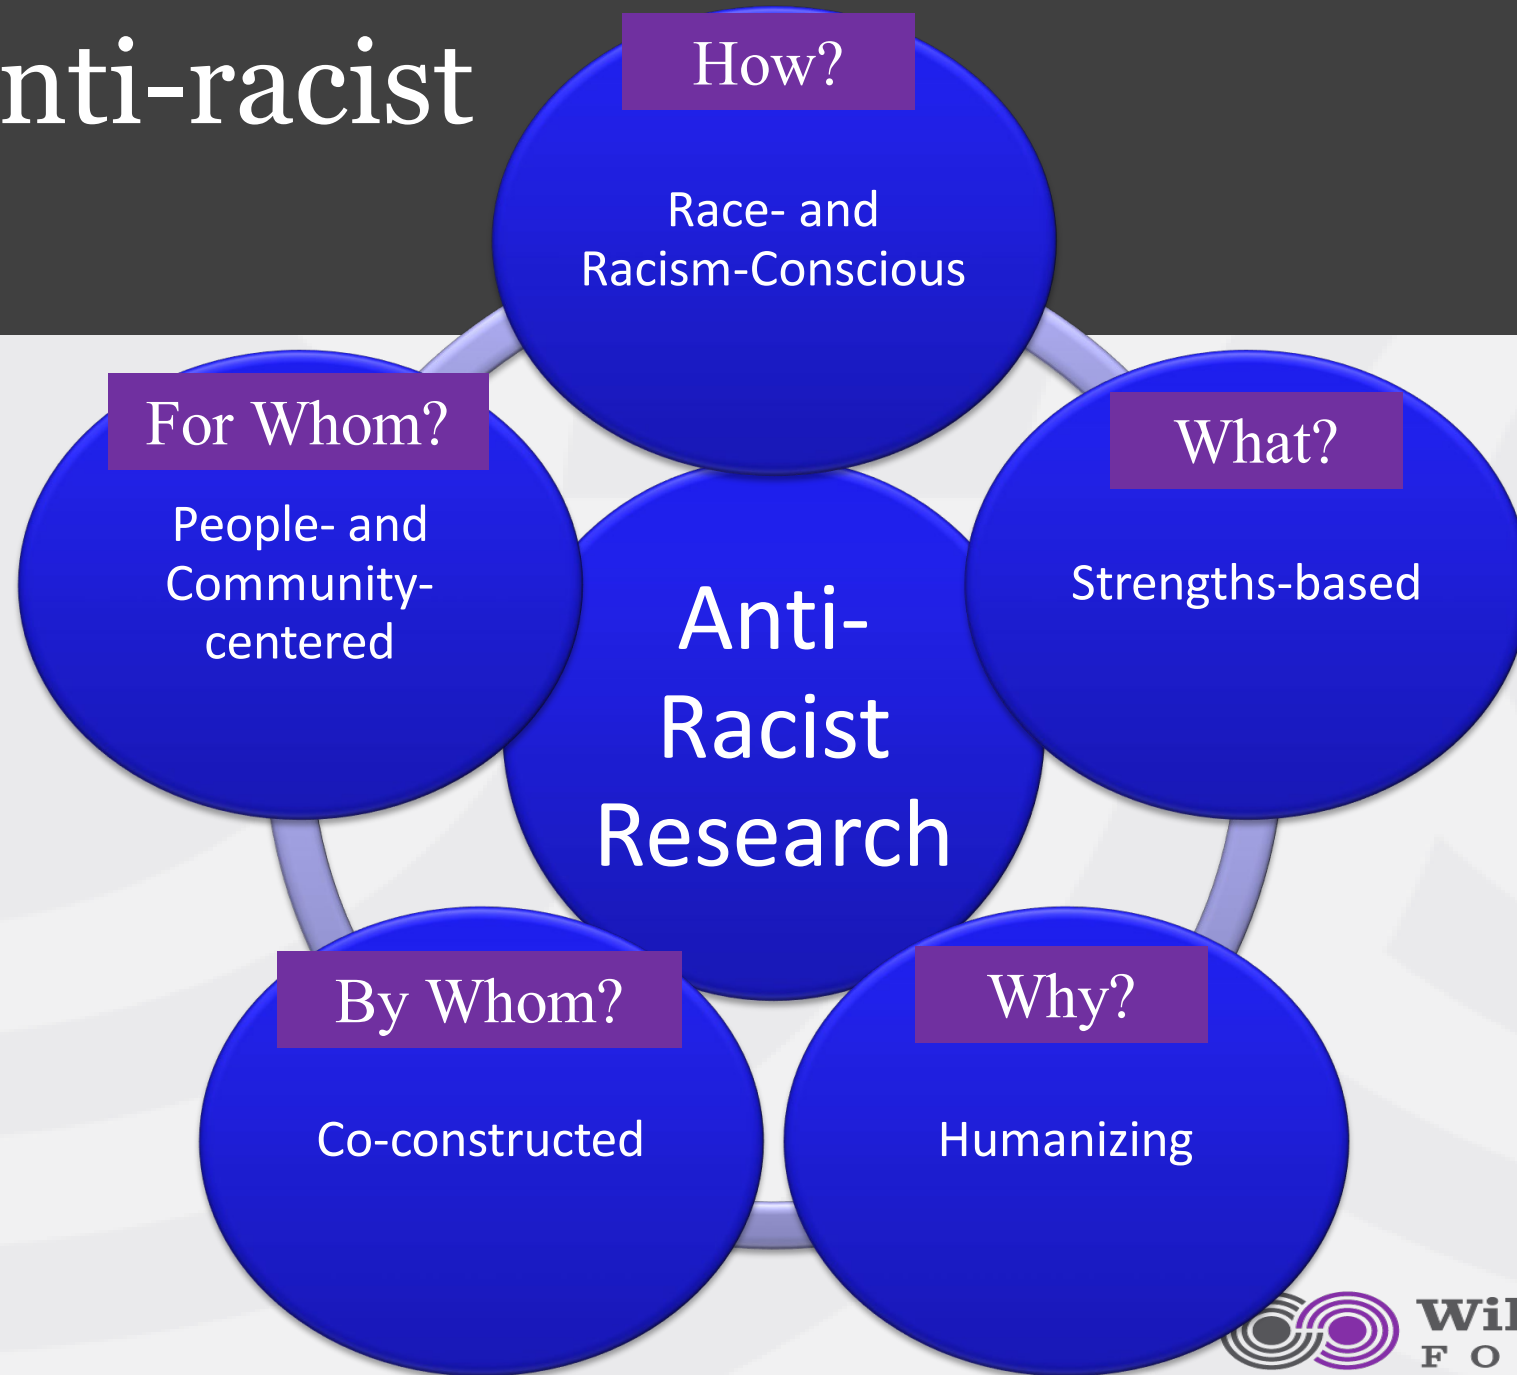 nti-racist
How?
Race- and
Racism-Conscious
For Whom?
People- and
Community-
centered
What?
Strengths-based
Anti-
Racist
Research
By Whom?
Co-constructed
Why?
Humanizing
Wil
F O